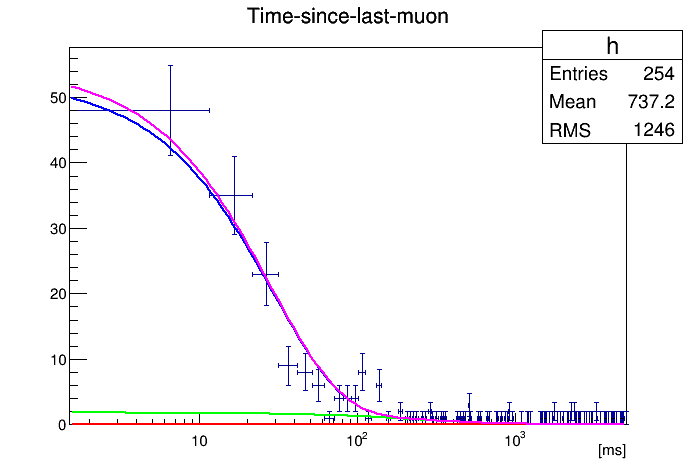 Time-since-last-muon
h
Entries 254
Mean 737.2
RMS 1246
50
40
30
20
10
0
10 10² 10³
[ms]